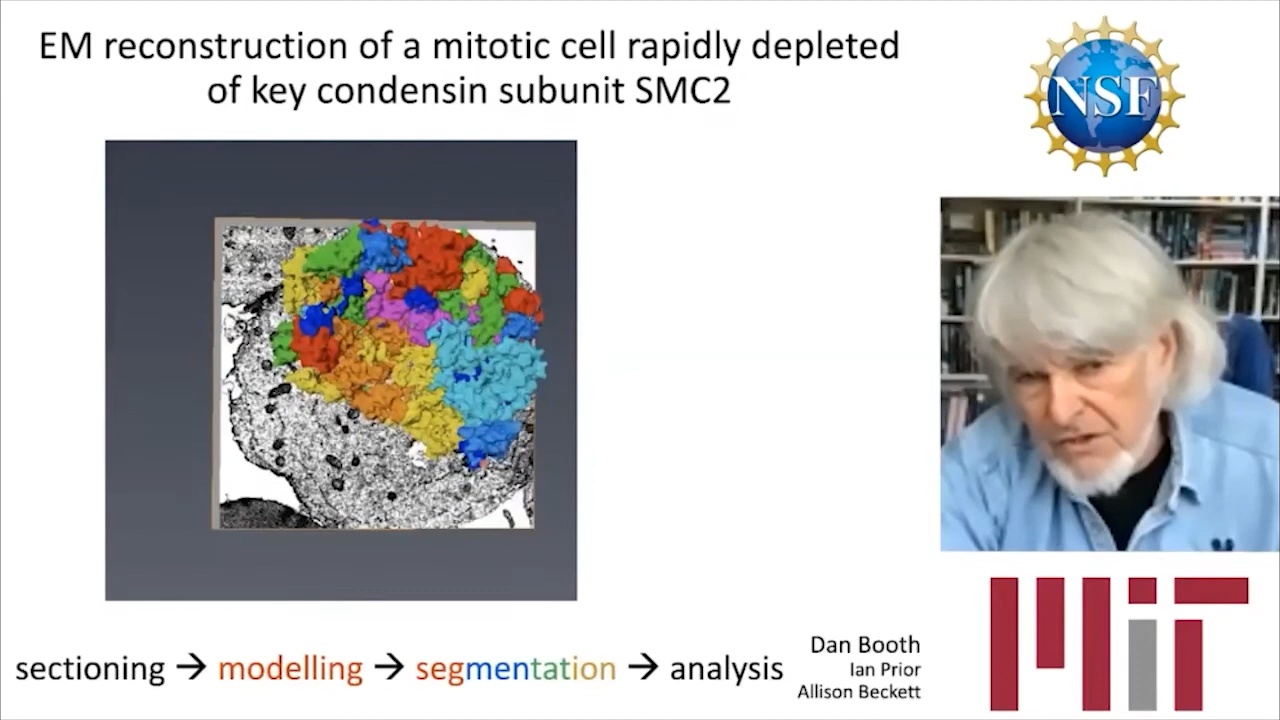 EM reconstruction of a mitotic cell rapidly depleted
of key condensin subunit SMC2
NSF
sectioning → modelling → segmentation → analysis
Dan Booth
Ian Prior
Allison Beckett
MIT